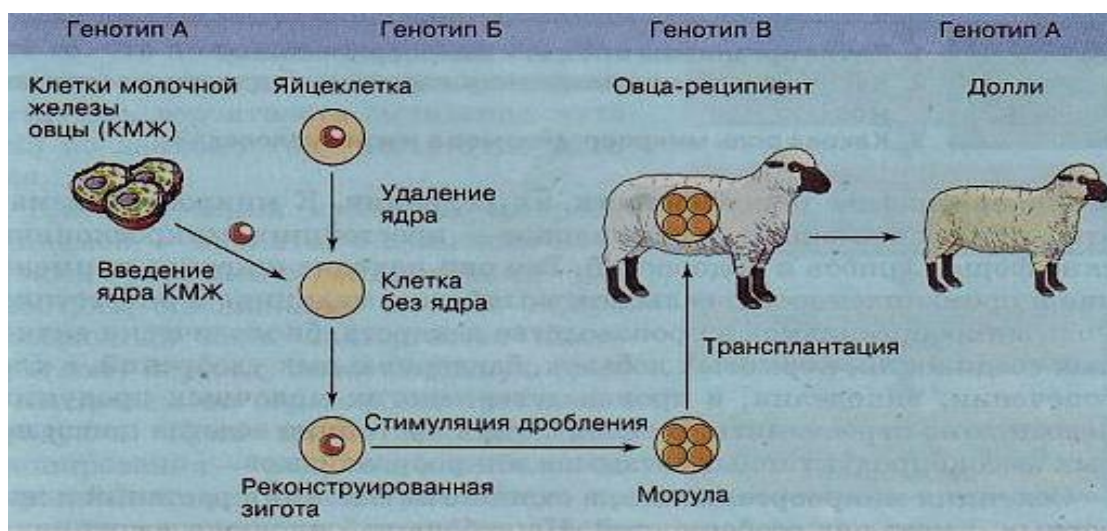 Генотип А
Генотип Б
Генотип В
Генотип А
Клетки молочной
железы
овцы (КМЖ)
Яйцеклетка
Овца-реципиент
Долли
Удаление
ядра
Введение
ядра КМЖ
Клетка
без ядра
Трансплантация
Стимуляция дробления
Реконструированная
зигота
Морула